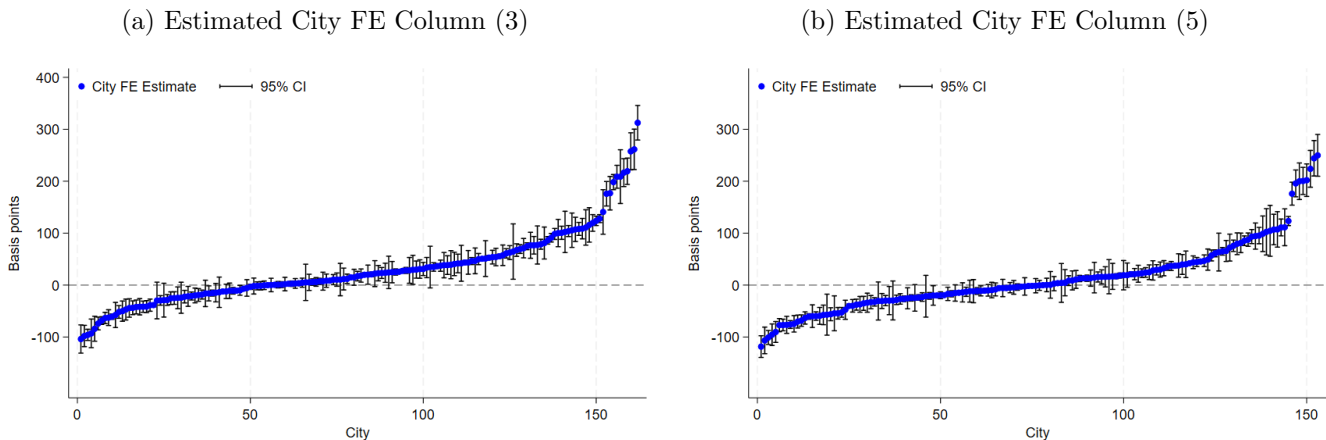 (a) Estimated City FE Column (3)
City FE Estimate 95% CI
400
300
200
100
0
-100
Basis points
0 50 100 150
City
(b) Estimated City FE Column (5)
City FE Estimate 95% CI
300
200
100
0
-100
Basis points
0 50 100 150
City